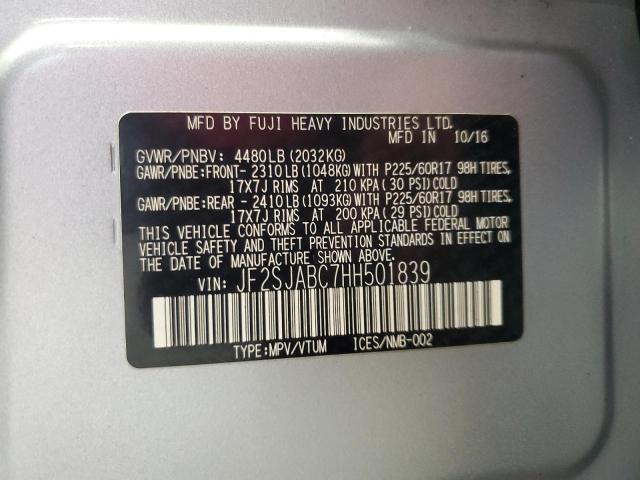 MFD BY FUJI HEAVY INDUSTRIES LTD.
MFD IN 10/16
GVWR/PNBV: 4480LB (2032KG)
GAWR/PNBE:FRONT- 2310LB (1048KG) WITH P225/60R17 98H TIRES,
17X7J RIMS AT 210 KPA ( 30 PSI) COLD
GAWR/PNBE:REAR - 2410LB (1093KG) WITH P225/60R17 98H TIRES,
17X7J RIMS AT 200 KPA ( 29 PSI) COLD
THIS VEHICLE CONFORMS TO ALL APPLICABLE FEDERAL MOTOR
VEHICLE SAFETY AND THEFT PREVENTION STANDARDS IN EFFECT
ON THE DATE OF MANUFACTURE SHOWN ABOVE.
VIN: JF2SJABC7HH501839
TYPE:MPV/VTUM ICES/NMB-002